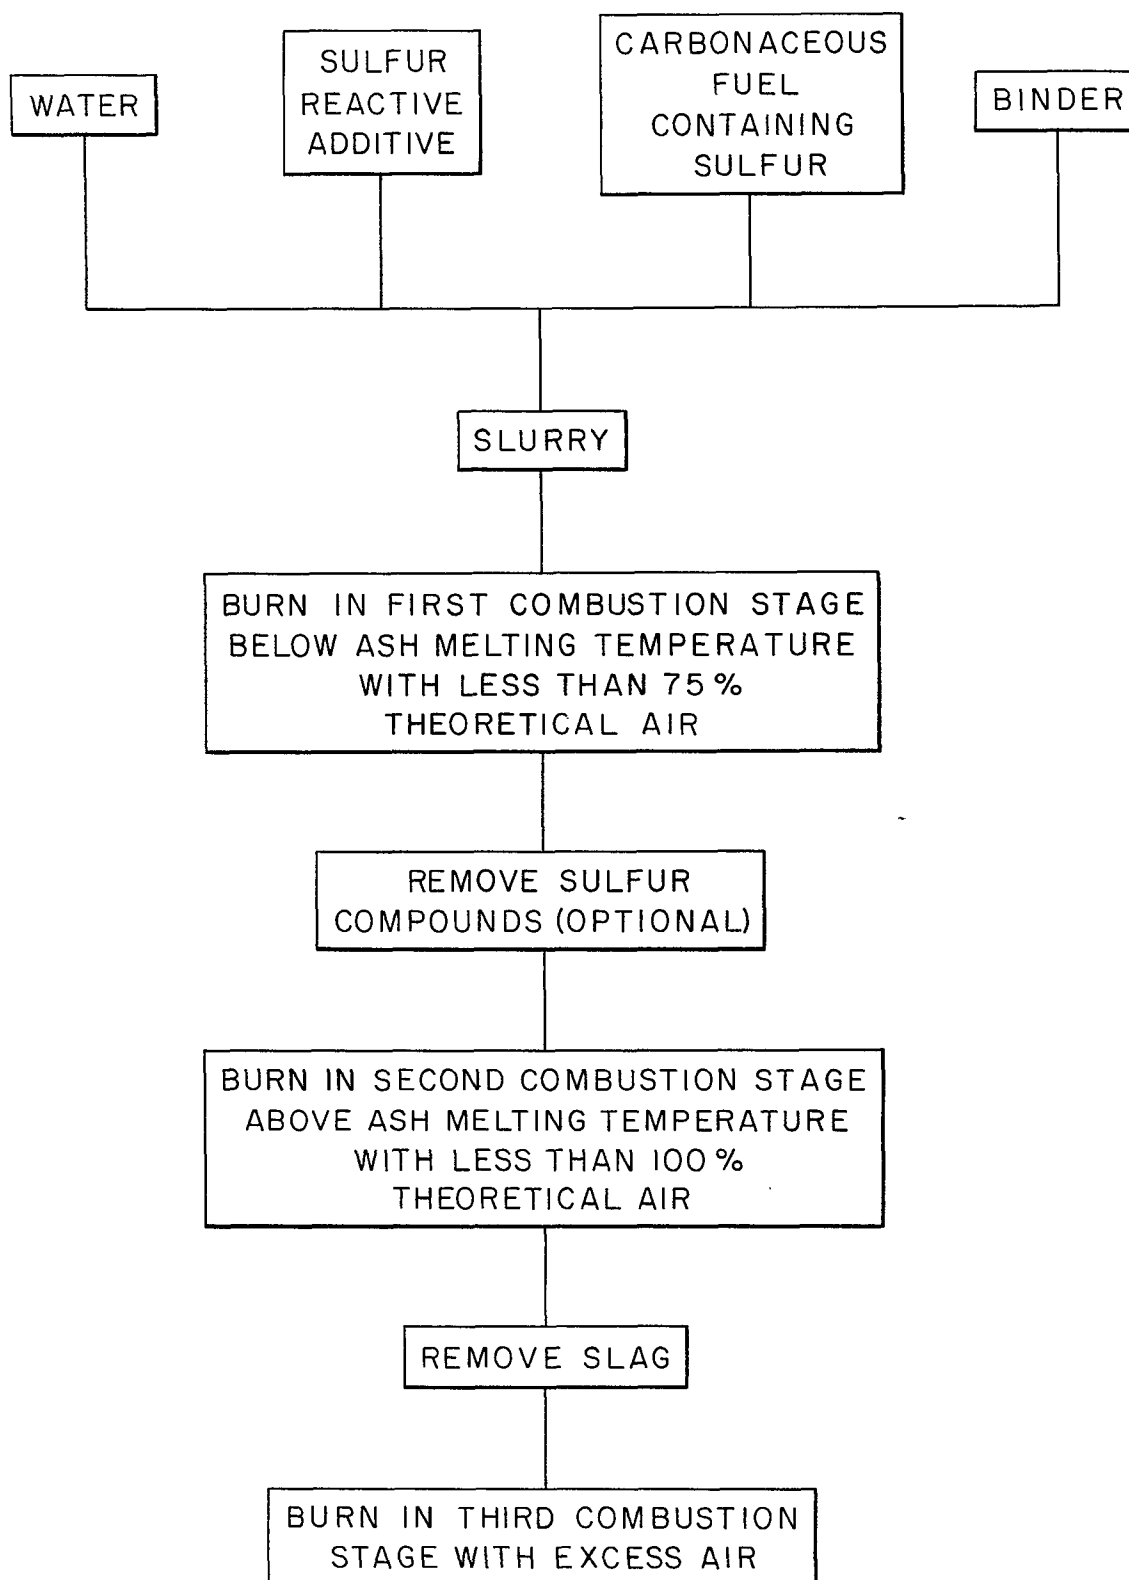 WATER
SULFUR
REACTIVE
ADDITIVE
CARBONACEOUS
FUEL
CONTAINING
SULFUR
BINDER
SLURRY
BURN IN FIRST COMBUSTION STAGE
BELOW ASH MELTING TEMPERATURE
WITH LESS THAN 75%
THEORETICAL AIR
REMOVE SULFUR
COMPOUNDS (OPTIONAL)
BURN IN SECOND COMBUSTION STAGE
ABOVE ASH MELTING TEMPERATURE
WITH LESS THAN 100%
THEORETICAL AIR
REMOVE SLAG
BURN IN THIRD COMBUSTION
STAGE WITH EXCESS AIR